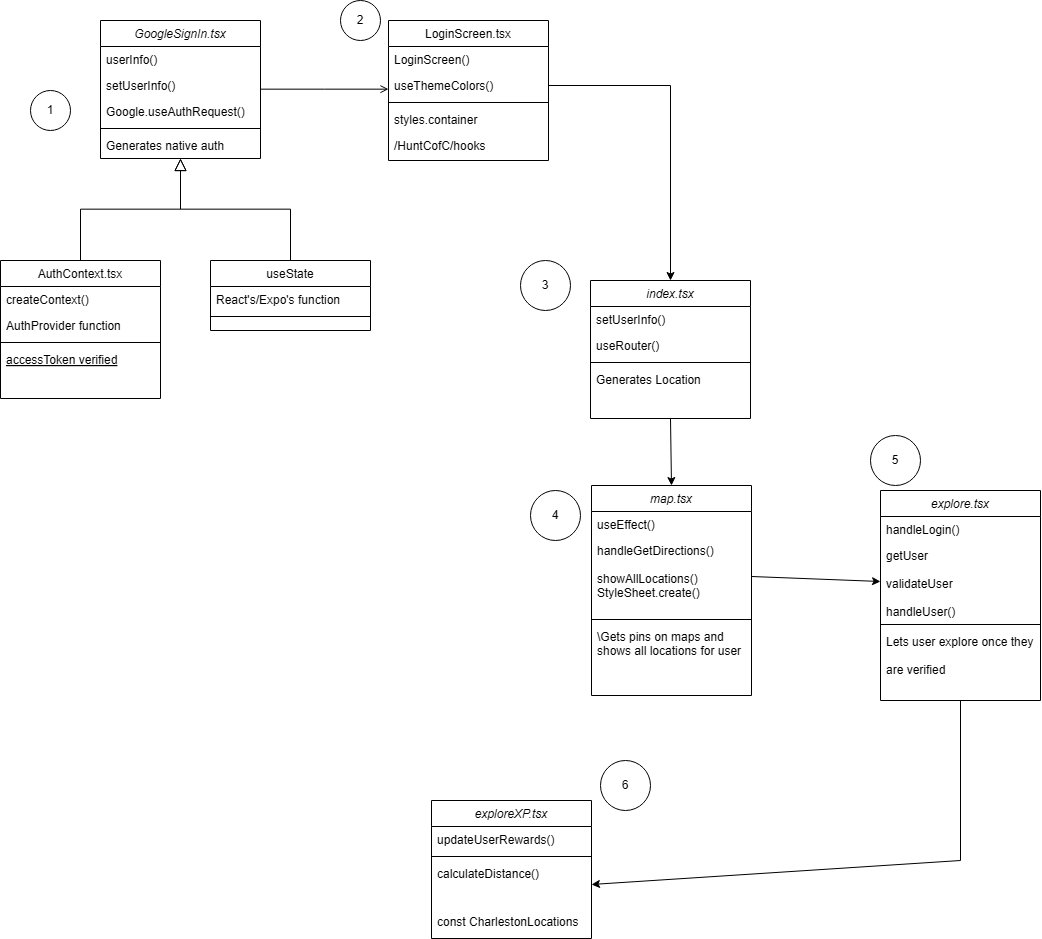 1
GoogleSignIn.tsx
userInfo()
setUserInfo()
Google.useAuthRequest()
Generates native auth
2
LoginScreen.tsx
LoginScreen()
useThemeColors()
styles.container
/HuntCofC/hooks
AuthContext.tsx
createContext()
AuthProvider function
accessToken verified
useState
React's/Expo's function
3
index.tsx
setUserInfo()
useRouter()
Generates Location
4
map.tsx
useEffect()
handleGetDirections()
showAllLocations()
StyleSheet.create()
\Gets pins on maps and
shows all locations for user
5
explore.tsx
handleLogin()
getUser
validateUser
handleUser()
Lets user explore once they
are verified
6
exploreXP.tsx
updateUserRewards()
calculateDistance()
const CharlestonLocations